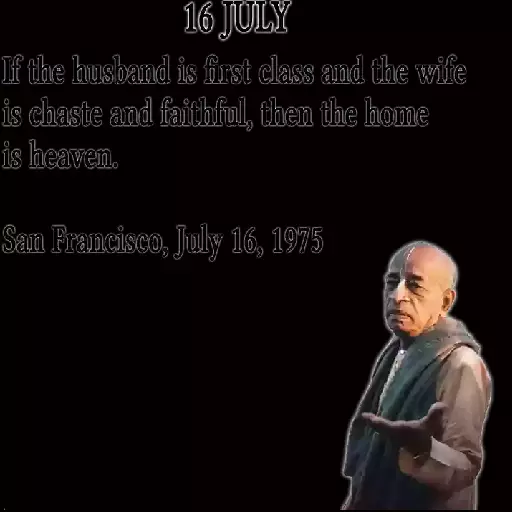 16 JULY
If the husband is first class and the wife
is chaste and faithful, then the home
is heaven.
San Francisco, July 16, 1975